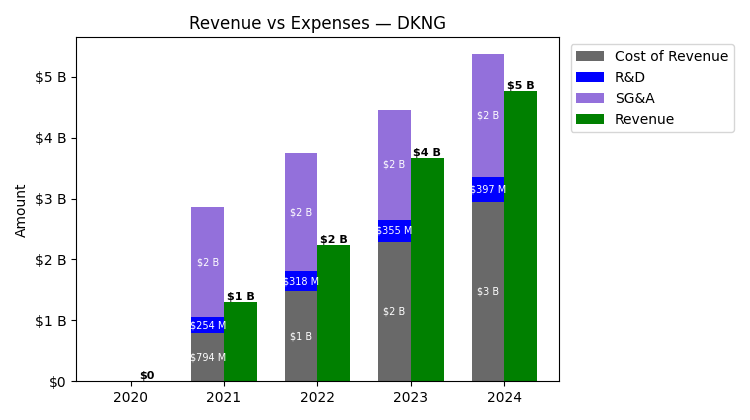 Revenue vs Expenses — DKNG
Amount
$5 B
$4 B
$3 B
$2 B
$1 B
$0
2020
2021
2022
2023
2024
$0
$2 B
$254 M
$794 M
$1 B
$2 B
$318 M
$1 B
$2 B
$2 B
$355 M
$2 B
$4 B
$2 B
$397 M
$3 B
$5 B
Cost of Revenue
R&D
SG&A
Revenue